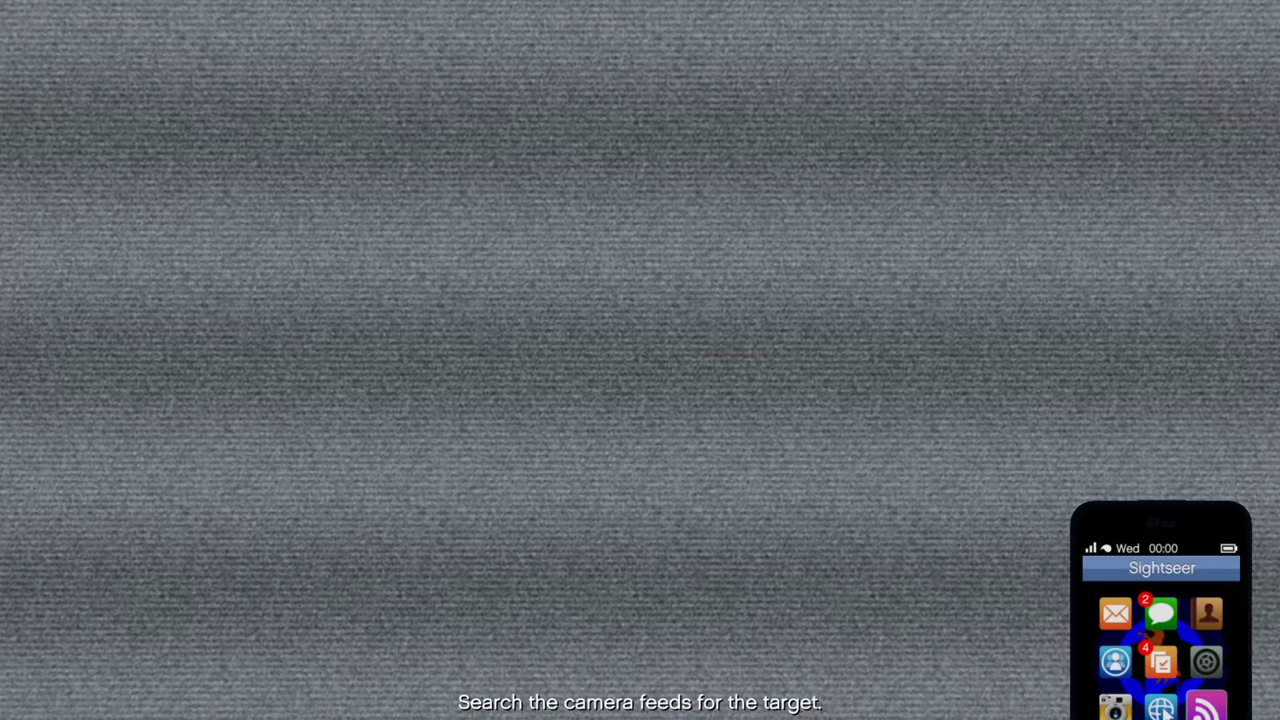 Wed 00:00
Sightseer
2
4
Search the camera feeds for the target.